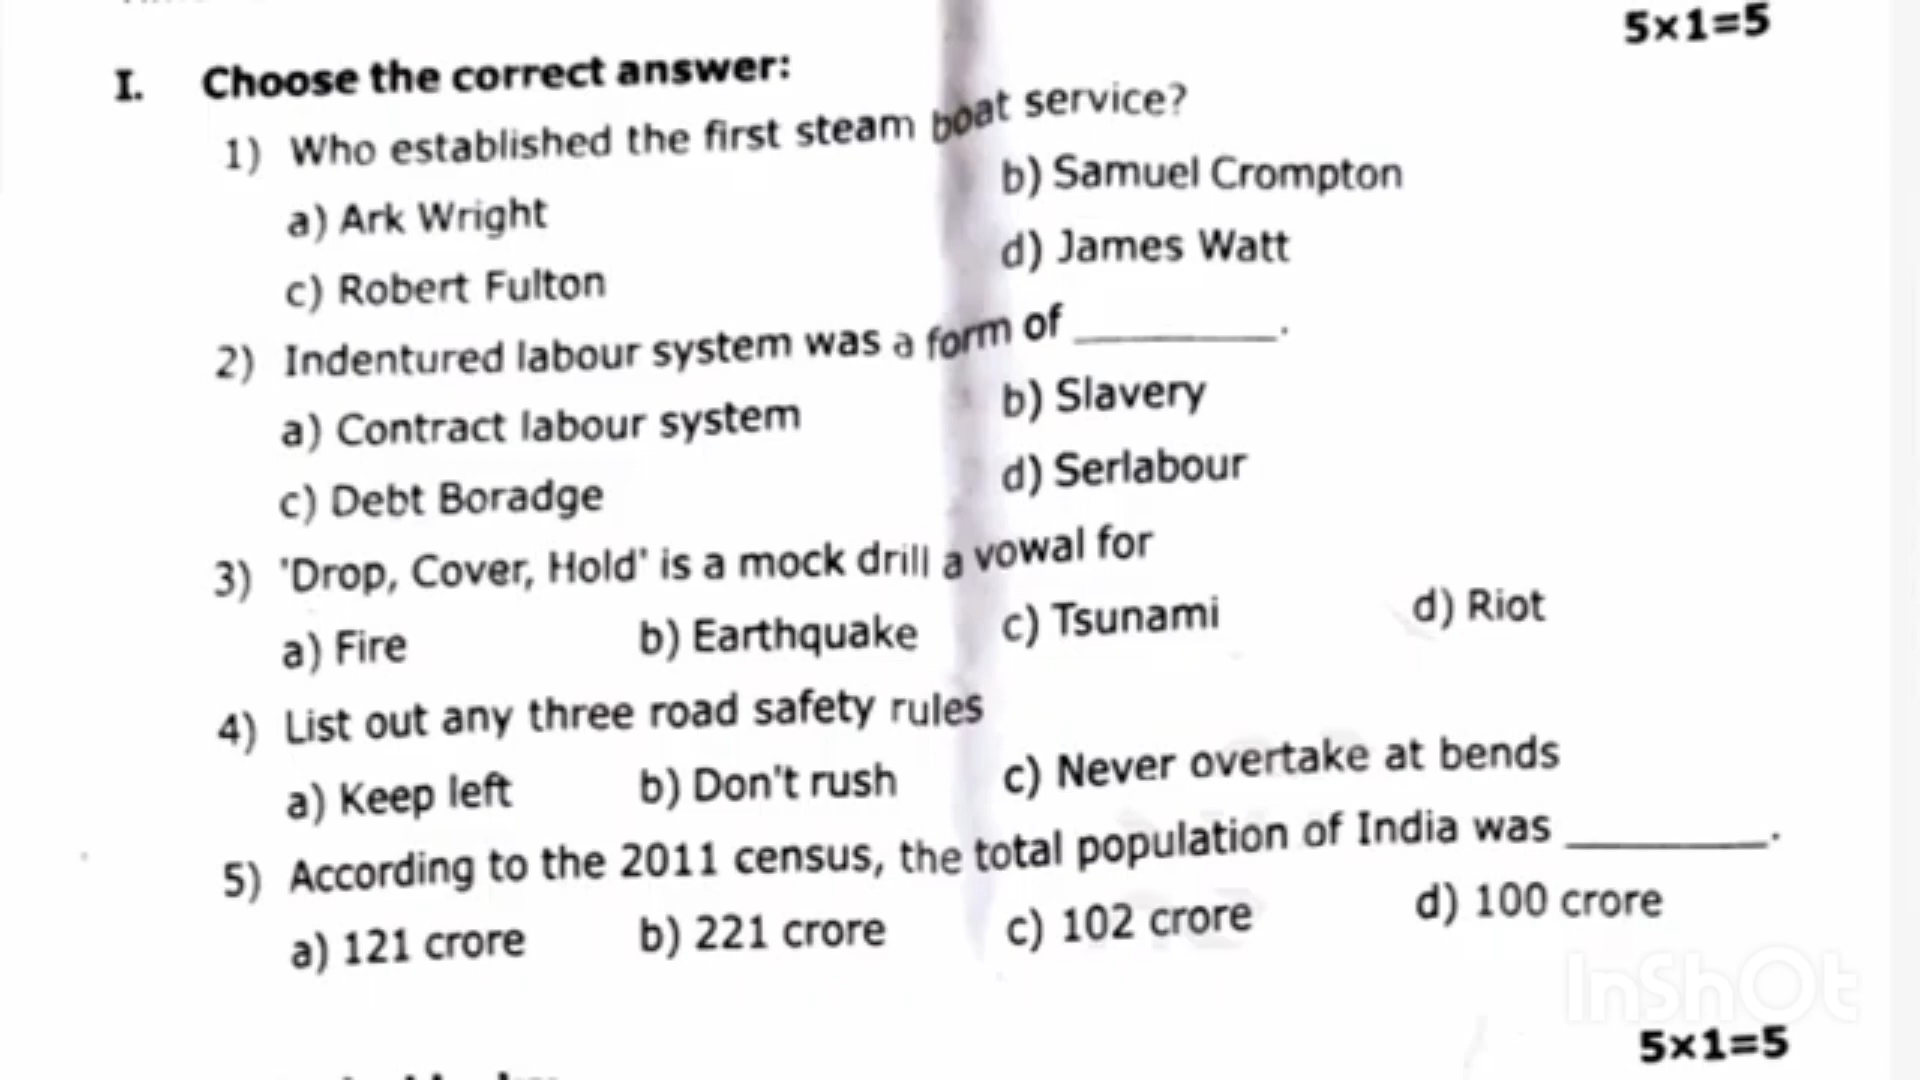 5×1=5
I. Choose the correct answer:
1) Who established the first steam boat service?
a) Ark Wright b) Samuel Crompton
c) Robert Fulton d) James Watt
2) Indentured labour system was a form of ________.
a) Contract labour system b) Slavery
c) Debt Boradge d) Serlabour
3) 'Drop, Cover, Hold' is a mock drill a vowal for
a) Fire b) Earthquake c) Tsunami d) Riot
4) List out any three road safety rules
a) Keep left b) Don't rush c) Never overtake at bends
5) According to the 2011 census, the total population of India was ________.
a) 121 crore b) 221 crore c) 102 crore d) 100 crore
InShOt
5×1=5